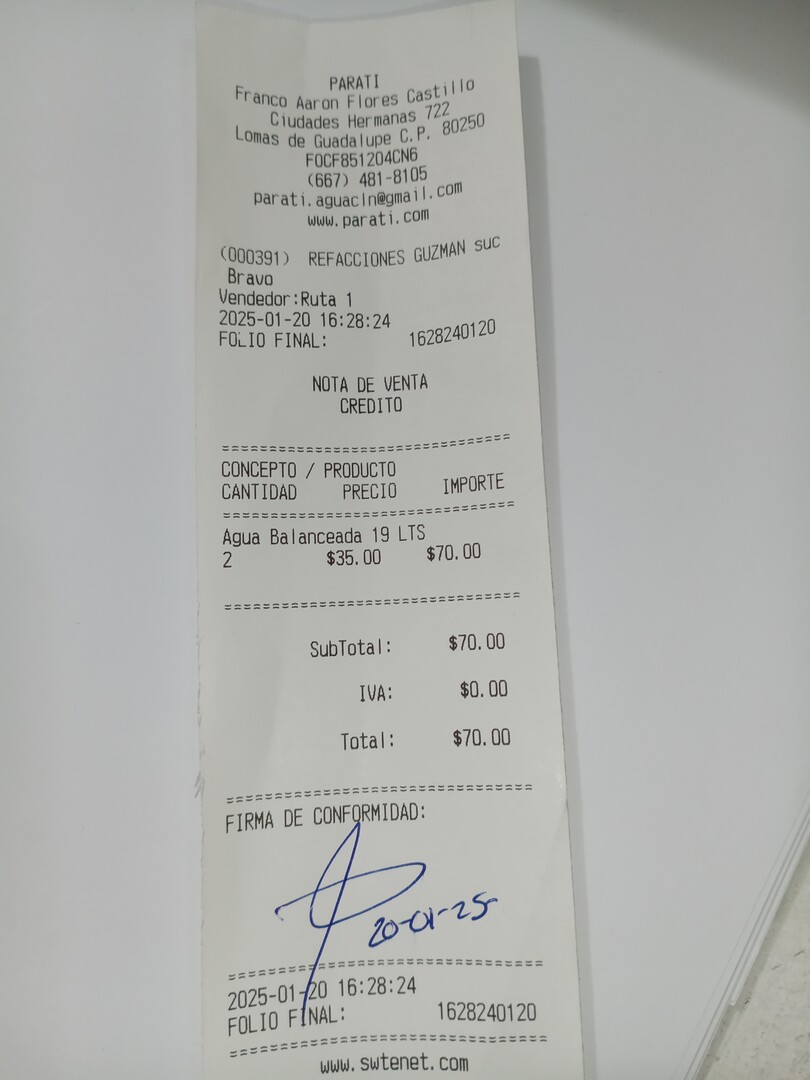 PARATI
Franco Aaron Flores Castillo
Ciudades Hermanas 722
Lomas de Guadalupe C.P. 80250
FOCF851204CN6
(667) 481-8105
parati.aguacln@gmail.com
www.parati.com
(000391) REFACCIONES GUZMAN suc
Bravo
Vendedor:Ruta 1
2025-01-20 16:28:24
FOLIO FINAL: 1628240120
NOTA DE VENTA
CREDITO
==============================
CONCEPTO / PRODUCTO
CANTIDAD PRECIO IMPORTE
==============================
Agua Balanceada 19 LTS
2 $35.00 $70.00
==============================
SubTotal: $70.00
IVA: $0.00
Total: $70.00
==============================
FIRMA DE CONFORMIDAD:
20-01-25
==============================
2025-01-20 16:28:24
FOLIO FINAL: 1628240120
==============================
www.swtenet.com